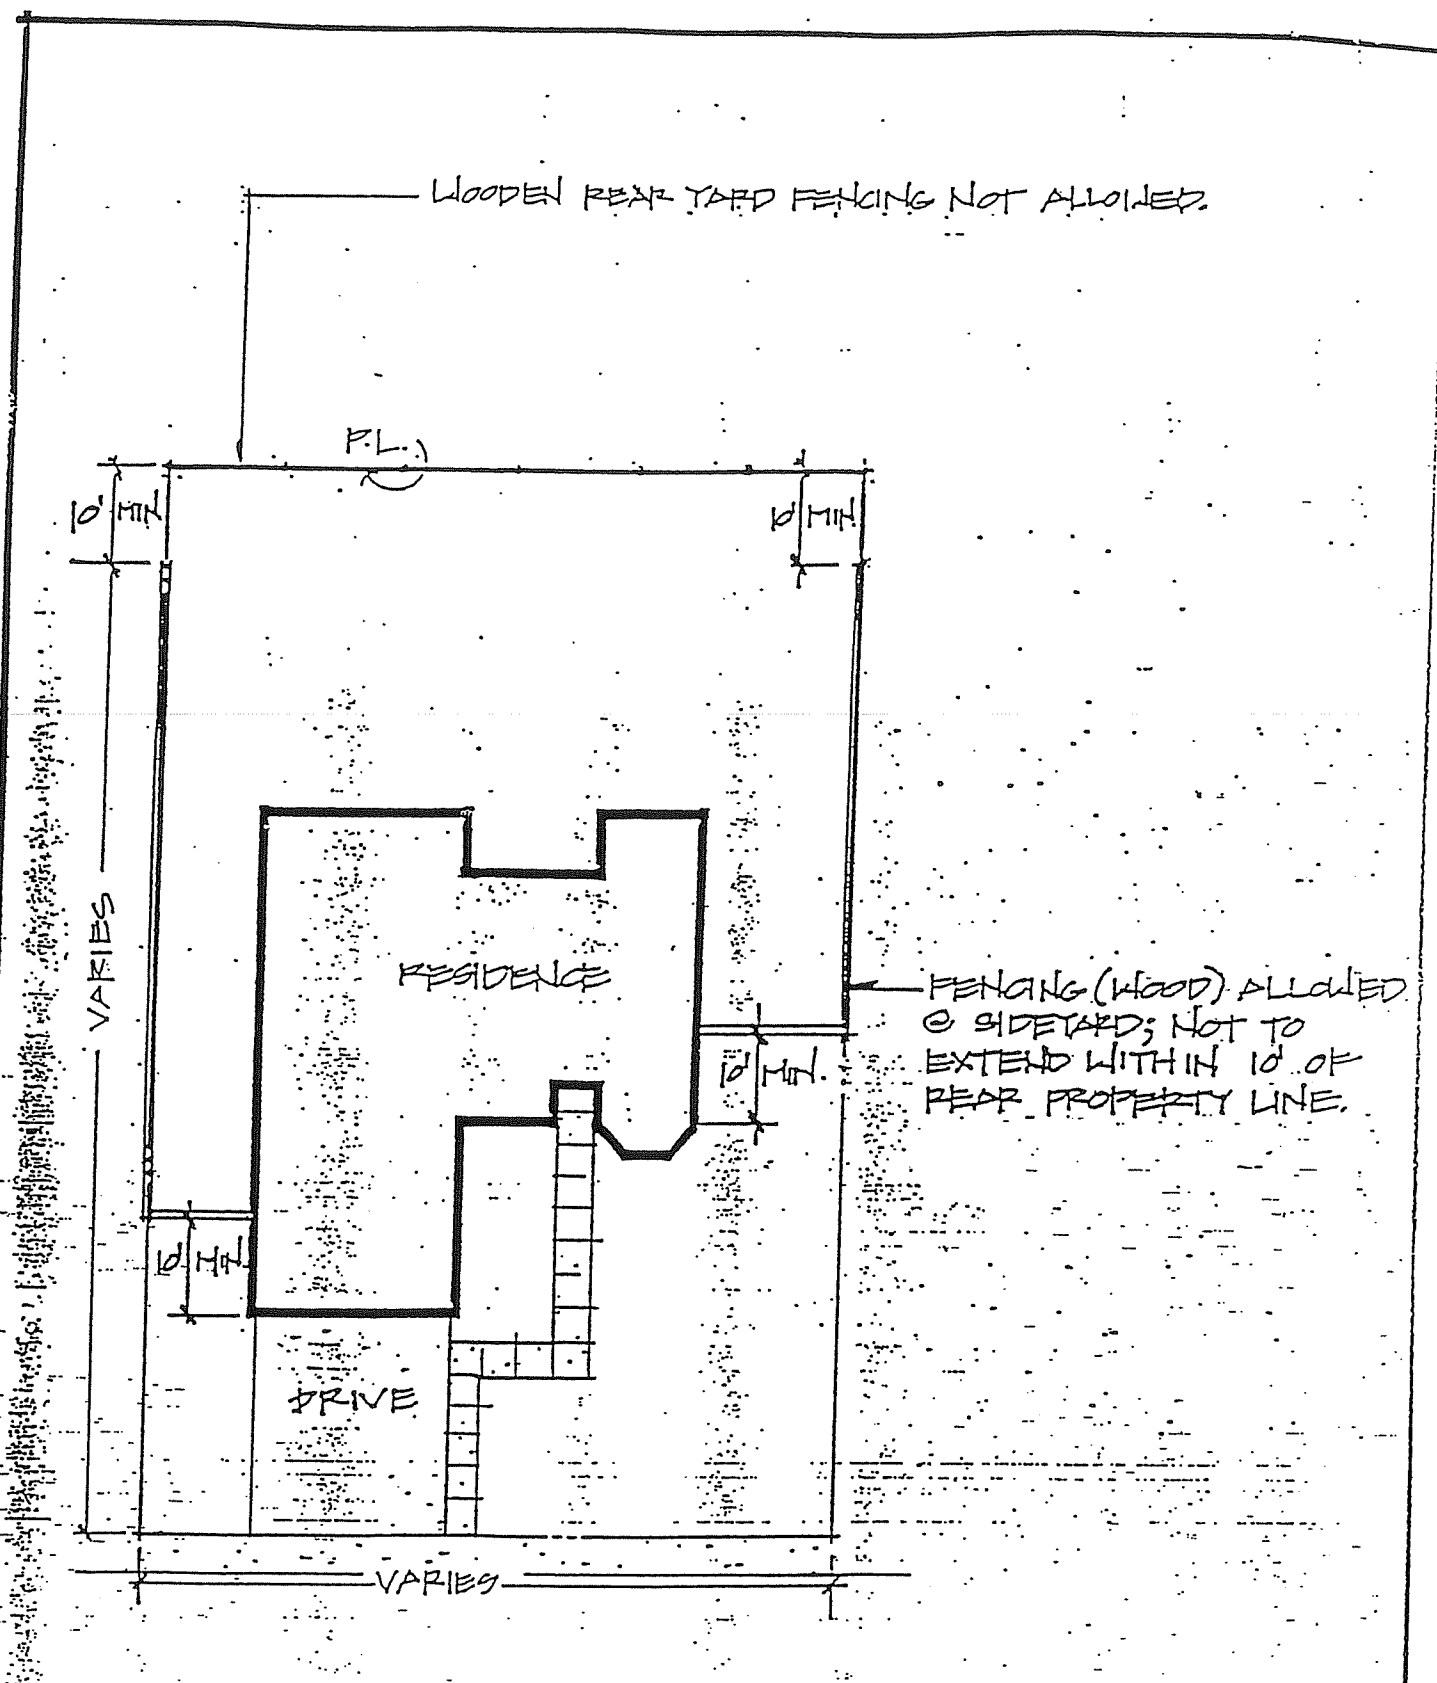 WOODEN REAR YARD FENCING NOT ALLOWED.
P.L.
10' MIN
10' MIN
VARIES
RESIDENCE
FENCING (WOOD) ALLOWED
@ SIDEYARD; NOT TO
EXTEND WITHIN 10' OF
REAR PROPERTY LINE.
10' MIN.
10' MIN.
DRIVE
VARIES